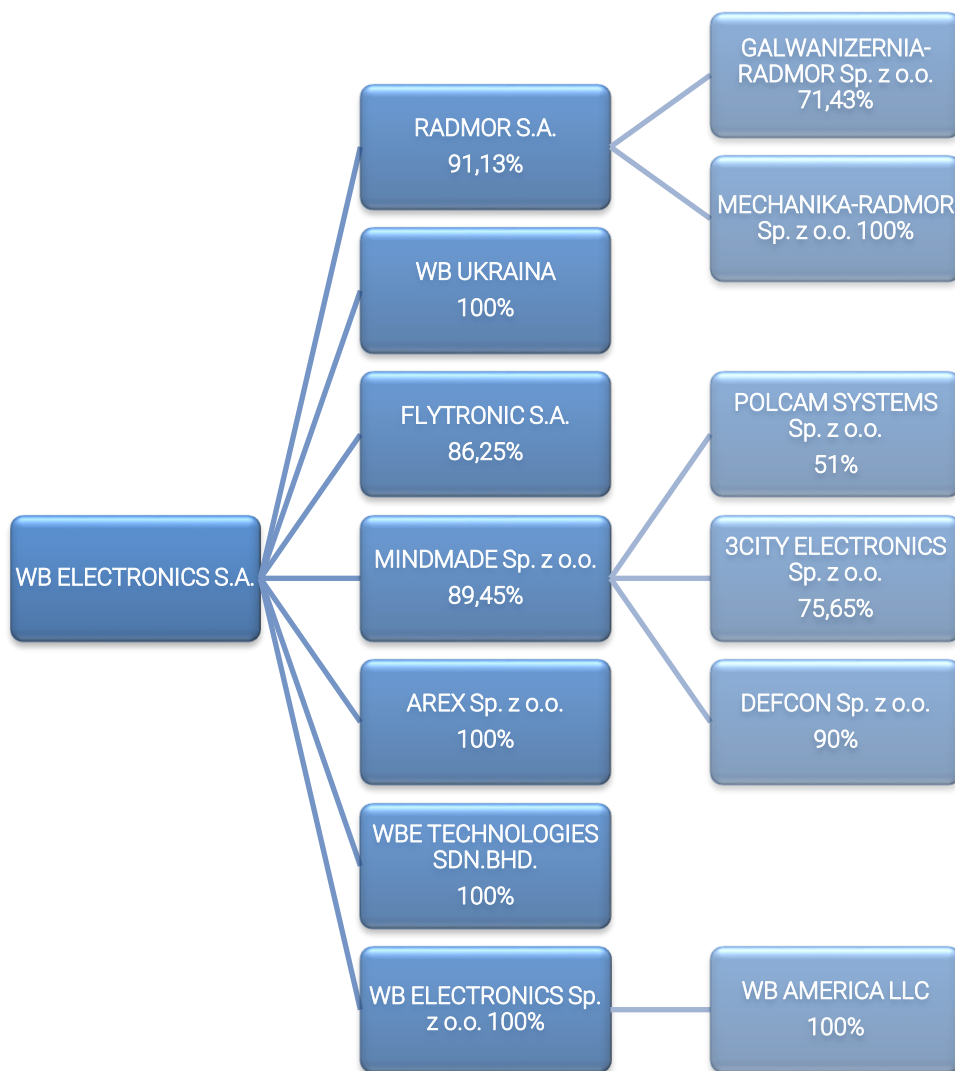 WB ELECTRONICS S.A.
RADMOR S.A.
91,13%
GALWANIZERNIA-
RADMOR Sp. z o.o.
71,43%
MECHANIKA-RADMOR
Sp. z o.o. 100%
WB UKRAINA
100%
FLYTRONIC S.A.
86,25%
MINDMADE Sp. z o.o.
89,45%
POLCAM SYSTEMS
Sp. z o.o.
51%
3CITY ELECTRONICS
Sp. z o.o.
75,65%
DEFCON Sp. z o.o.
90%
AREX Sp. z o.o.
100%
WBE TECHNOLOGIES
SDN.BHD.
100%
WB ELECTRONICS Sp.
z o.o. 100%
WB AMERICA LLC
100%